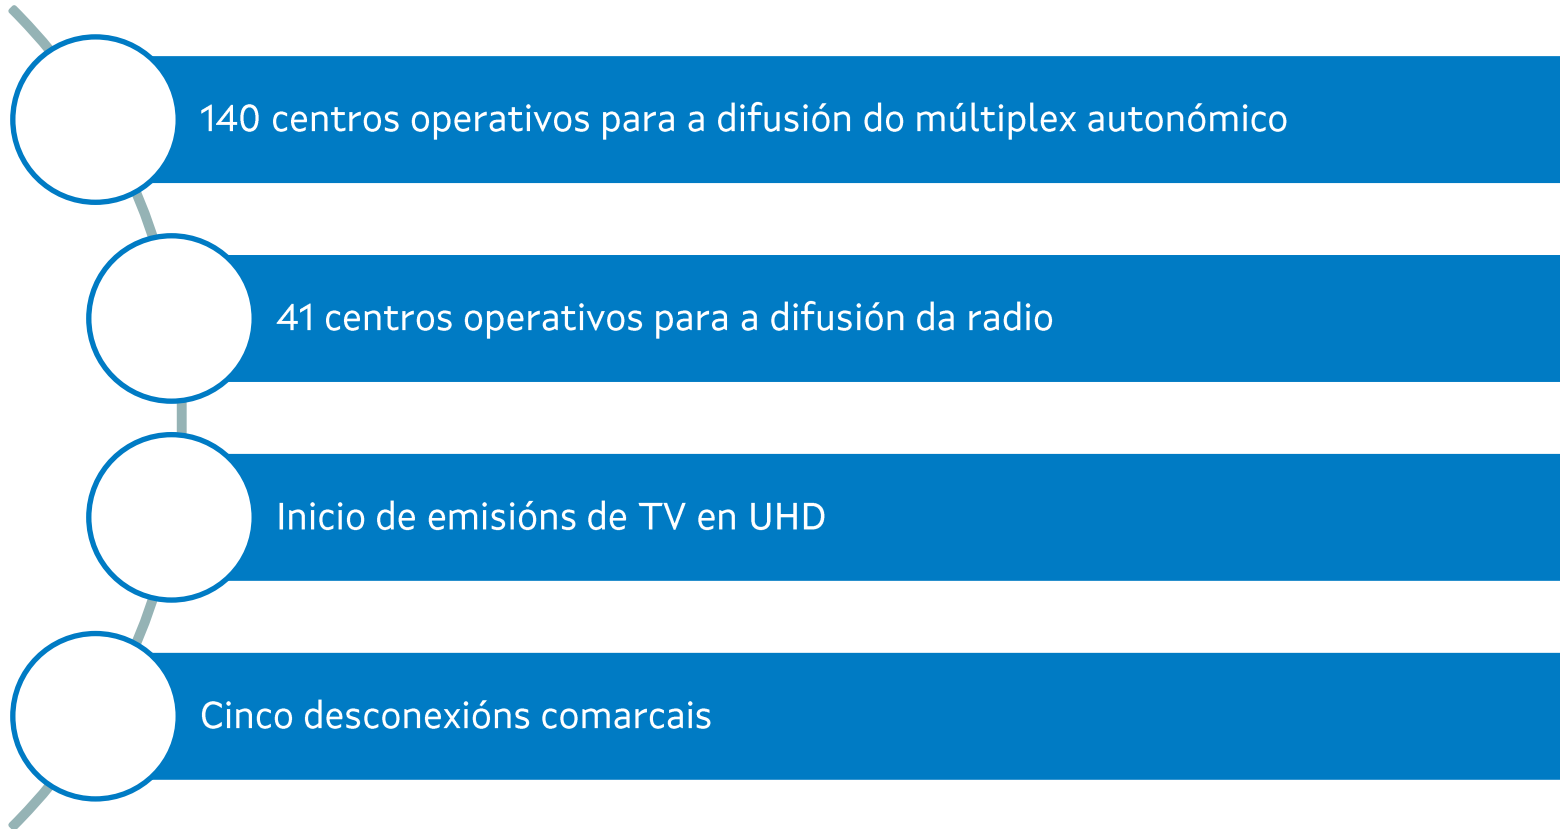 140 centros operativos para a difusión do múltiplex autonómico
41 centros operativos para a difusión da radio
Inicio de emisións de TV en UHD
Cinco desconexións comarcais